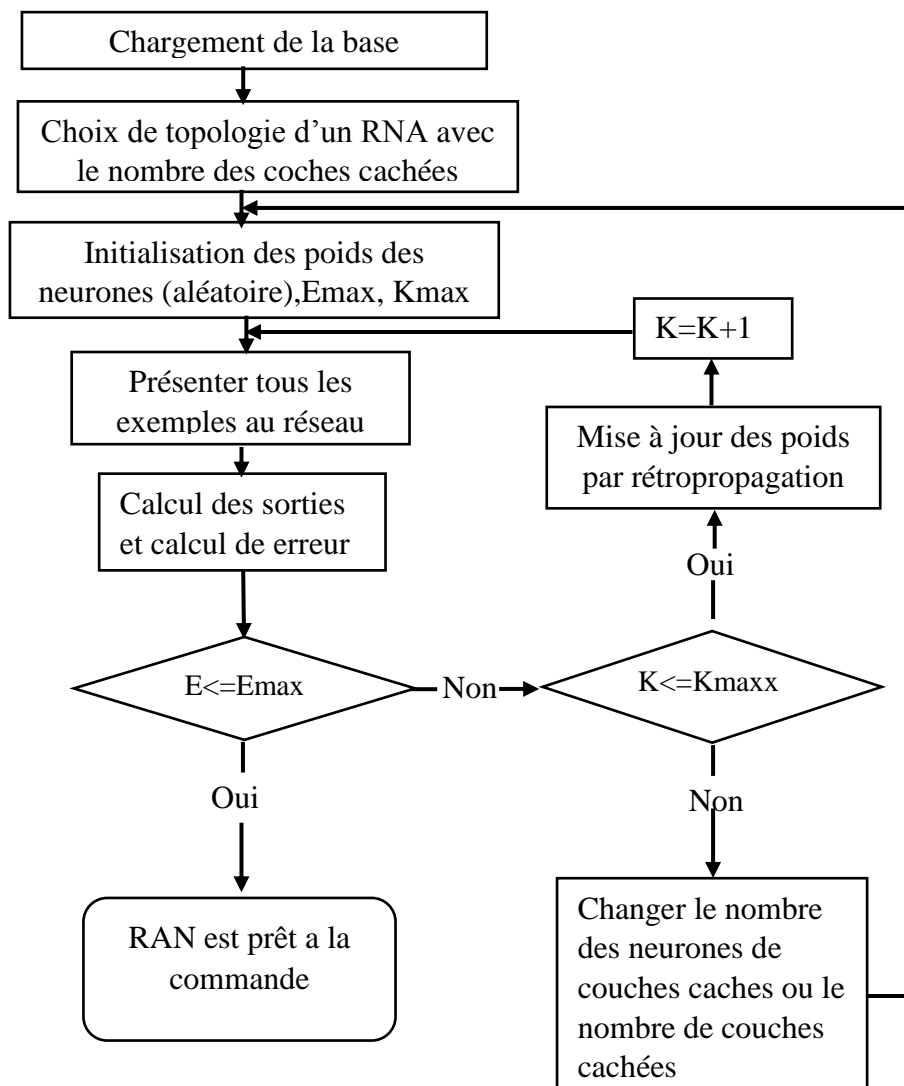 Chargement de la base
Choix de topologie d'un RNA avec
le nombre des coches cachées
Initialisation des poids des
neurones (aléatoire),Emax, Kmax
K=K+1
Présenter tous les
exemples au réseau
Mise à jour des poids
par rétropropagation
Calcul des sorties
et calcul de erreur
Oui
E<=Emax
Non
K<=Kmaxx
Oui
Non
RAN est prêt a la
commande
Changer le nombre
des neurones de
couches caches ou le
nombre de couches
cachées